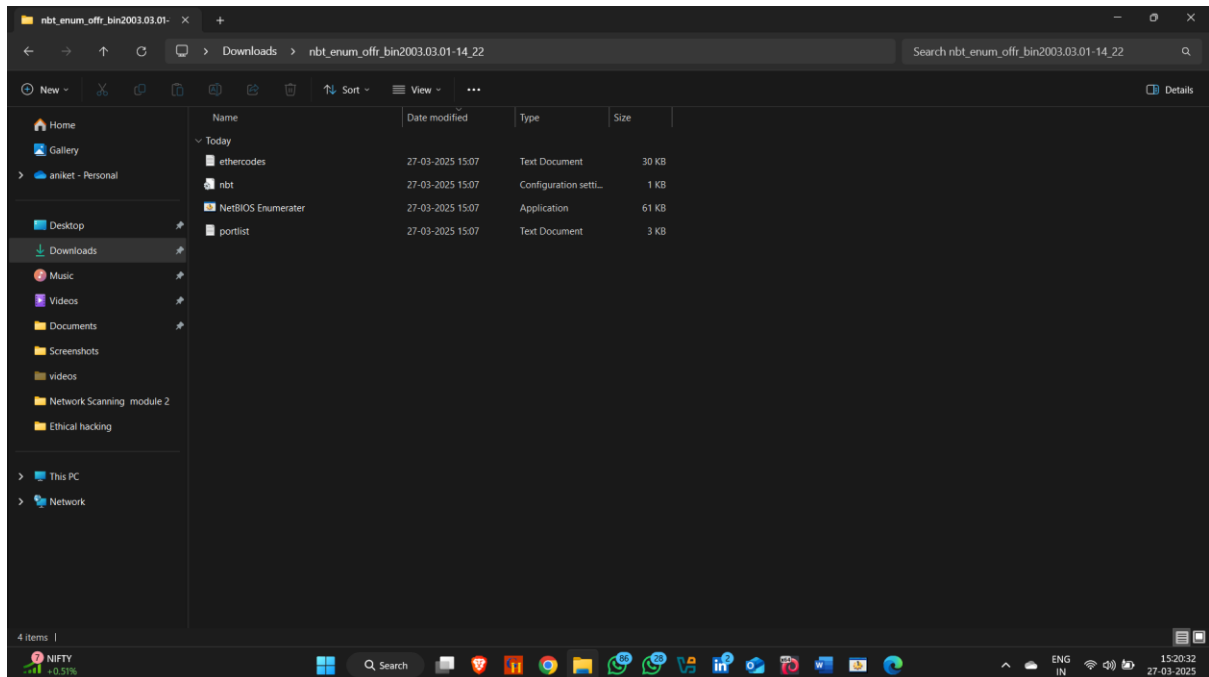 nbt_enum_offr_bin2003.03.01-
Downloads > nbt_enum_offr_bin2003.03.01-14_22
Search nbt_enum_offr_bin2003.03.01-14_22
New
Sort
View
Details
Name Date modified Type Size
Today
ethercodes 27-03-2025 15:07 Text Document 30 KB
nbt 27-03-2025 15:07 Configuration setti... 1 KB
NetBIOS Enumerater 27-03-2025 15:07 Application 61 KB
portlist 27-03-2025 15:07 Text Document 3 KB
Home
Gallery
aniket - Personal
Desktop
Downloads
Music
Videos
Documents
Screenshots
videos
Network Scanning module 2
Ethical hacking
This PC
Network
4 items
7 NIFTY
+0.51%
Search
86
28
in 2
ENG
IN
15:20:32
27-03-2025